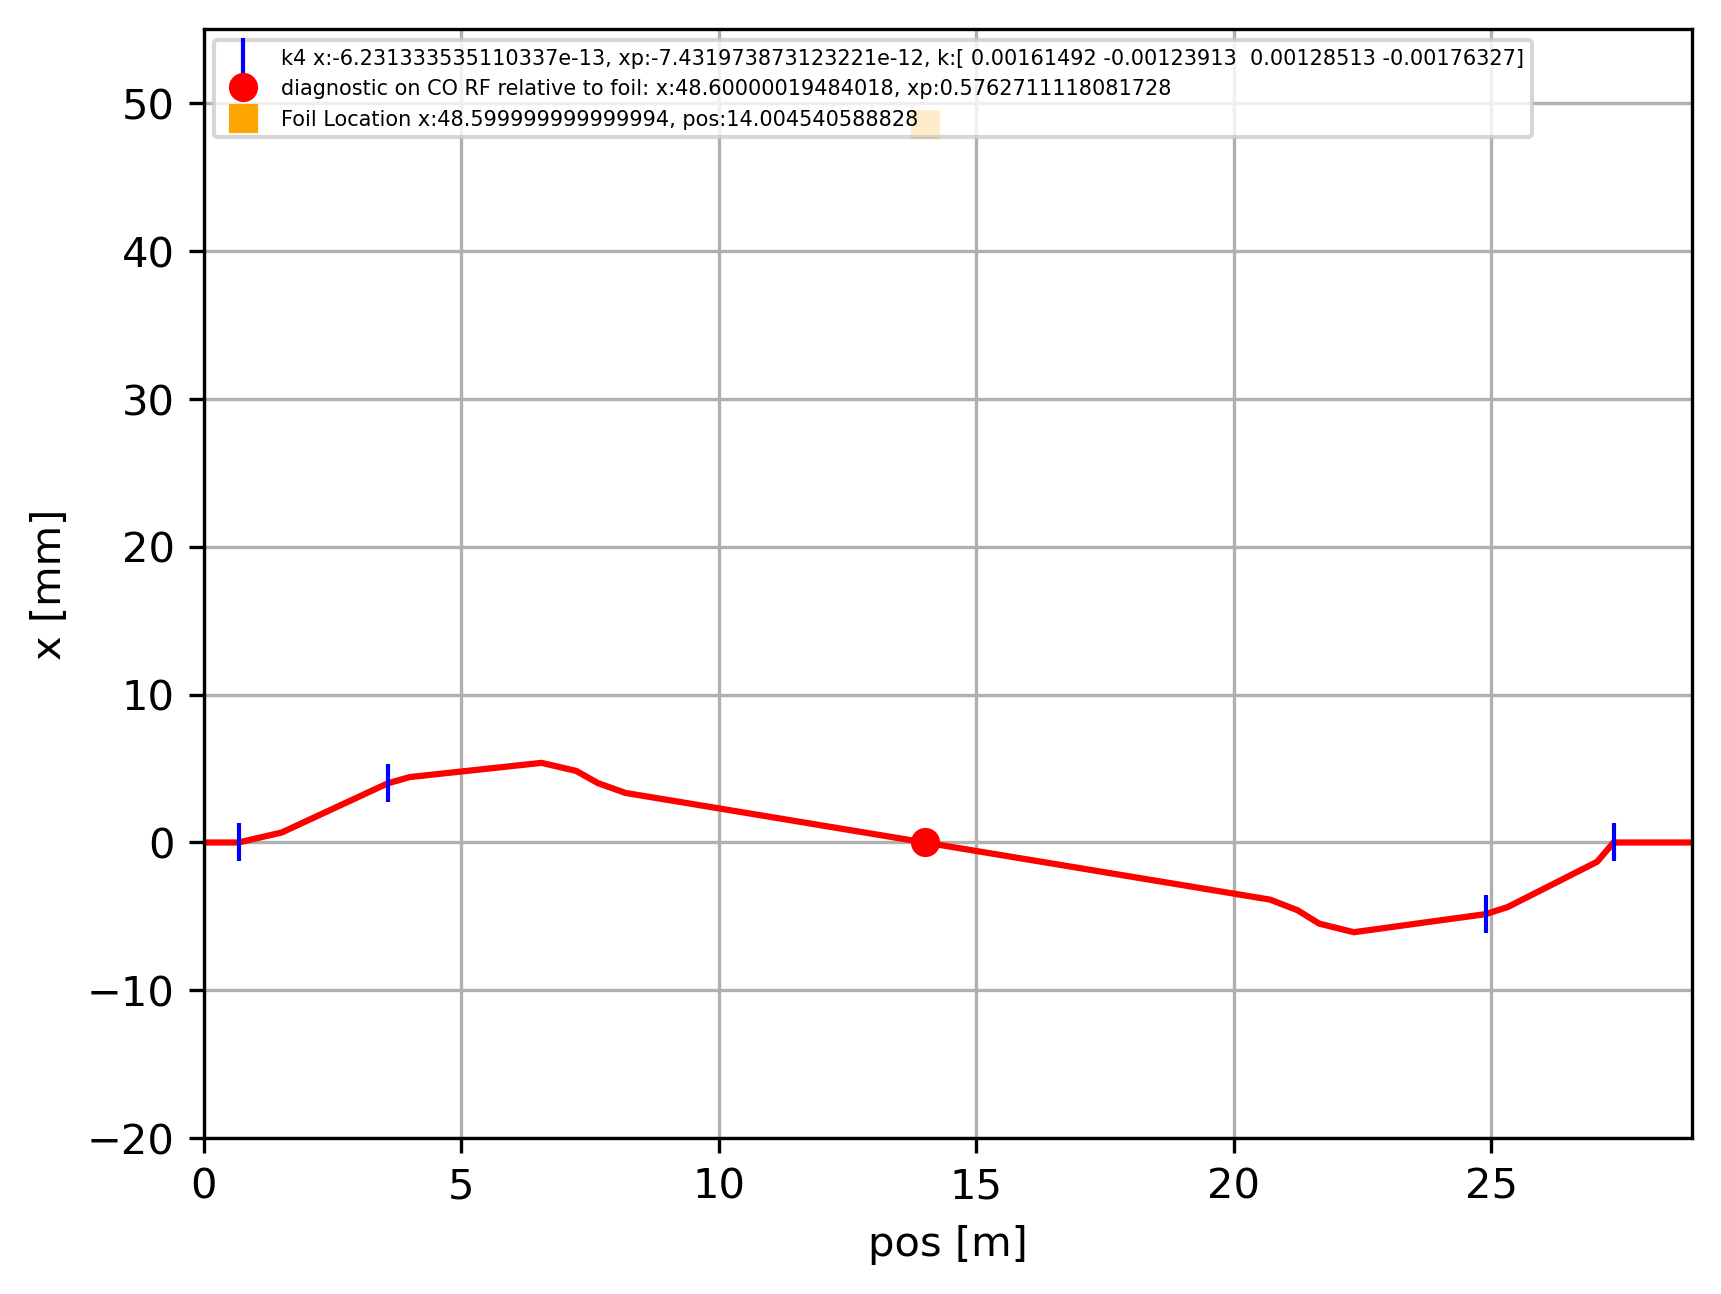 k4 x:-6.231333535110337e-13, xp:-7.431973873123221e-12, k:[ 0.00161492 -0.00123913  0.00128513 -0.00176327]
diagnostic on CO RF relative to foil: x:48.60000019484018, xp:0.5762711118081728
Foil Location x:48.599999999999994, pos:14.004540588828
50
40
30
20
10
0
−10
−20
x [mm]
0 5 10 15 20 25
pos [m]